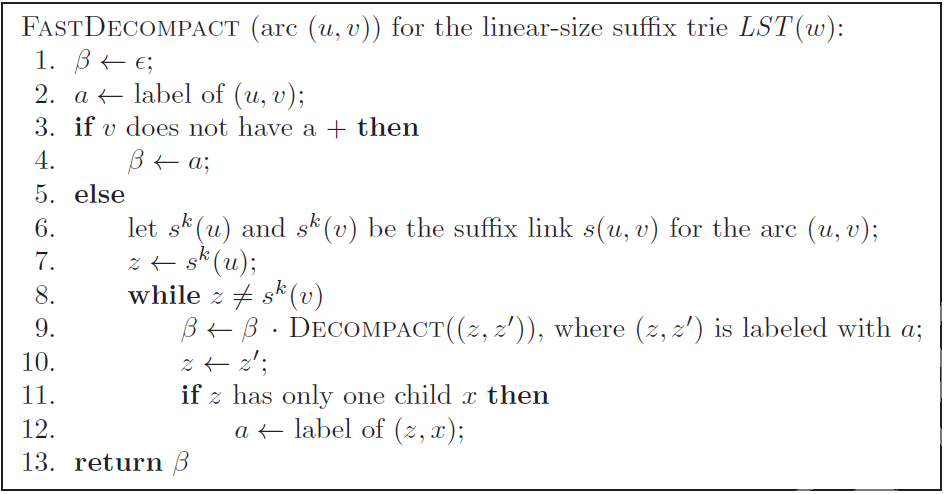 FASTDECOMPACT (arc (u, v)) for the linear-size suffix trie LST(w):
1. β ← ϵ;
2. a ← label of (u, v);
3. if v does not have a + then
4. β ← a;
5. else
6. let s^k(u) and s^k(v) be the suffix link s(u, v) for the arc (u, v);
7. z ← s^k(u);
8. while z ≠ s^k(v)
9. β ← β · DECOMPACT((z, z′)), where (z, z′) is labeled with a;
10. z ← z′;
11. if z has only one child x then
12. a ← label of (z, x);
13. return β